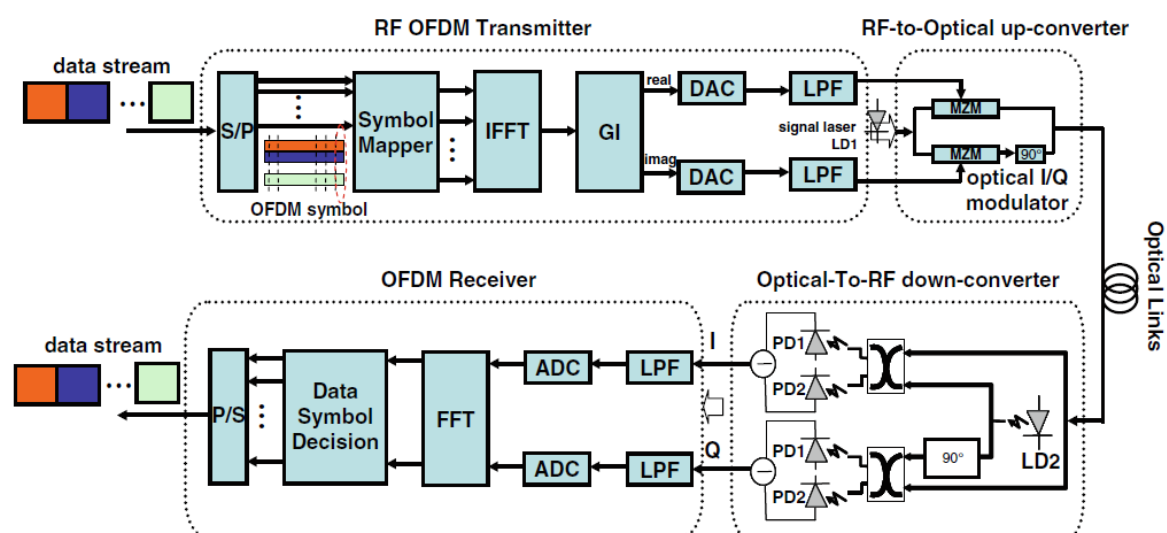 RF OFDM Transmitter
RF-to-Optical up-converter
data stream
S/P
Symbol
Mapper
IFFT
GI
real
imag
DAC
LPF
DAC
LPF
signal laser
LD1
MZM
MZM
90°
optical I/Q
modulator
OFDM symbol
Optical Links
OFDM Receiver
Optical-To-RF down-converter
data stream
P/S
Data
Symbol
Decision
FFT
ADC
LPF
I
ADC
LPF
Q
PD1
PD2
PD1
PD2
90°
LD2